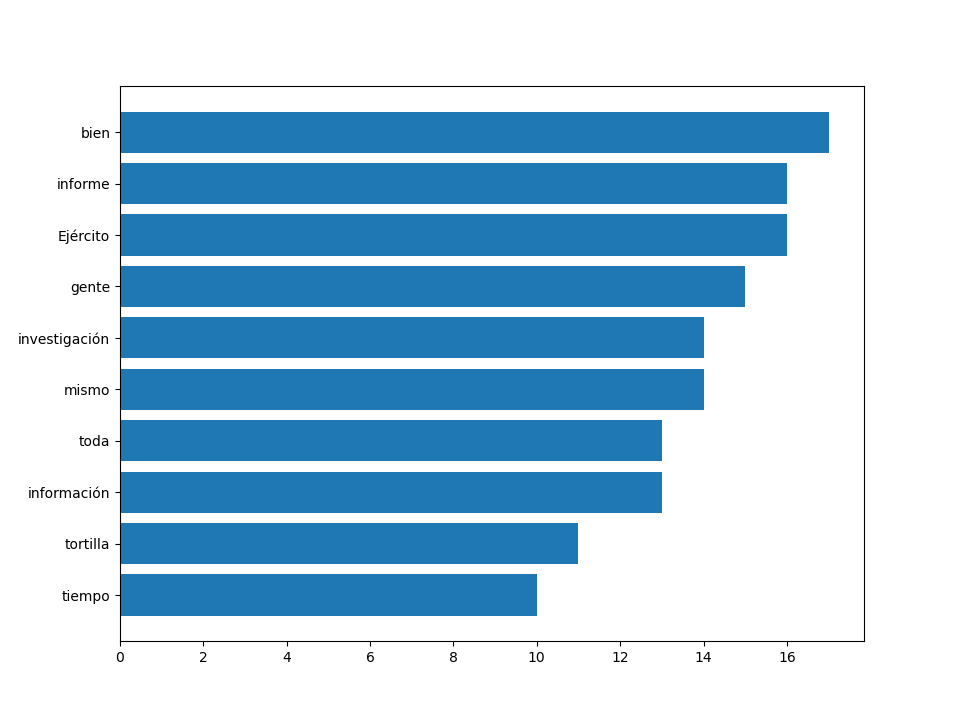 bien
informe
Ejército
gente
investigación
mismo
toda
información
tortilla
tiempo
0 2 4 6 8 10 12 14 16